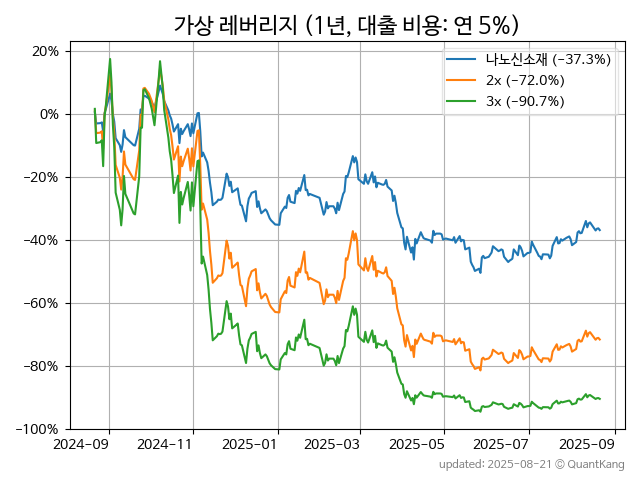 가상 레버리지 (1년, 대출 비용: 연 5%)
나노신소재 (-37.3%)
2x (-72.0%)
3x (-90.7%)
20%
0%
−20%
−40%
−60%
−80%
−100%
2024-09 2024-11 2025-01 2025-03 2025-05 2025-07 2025-09
updated: 2025-08-21 © QuantKang